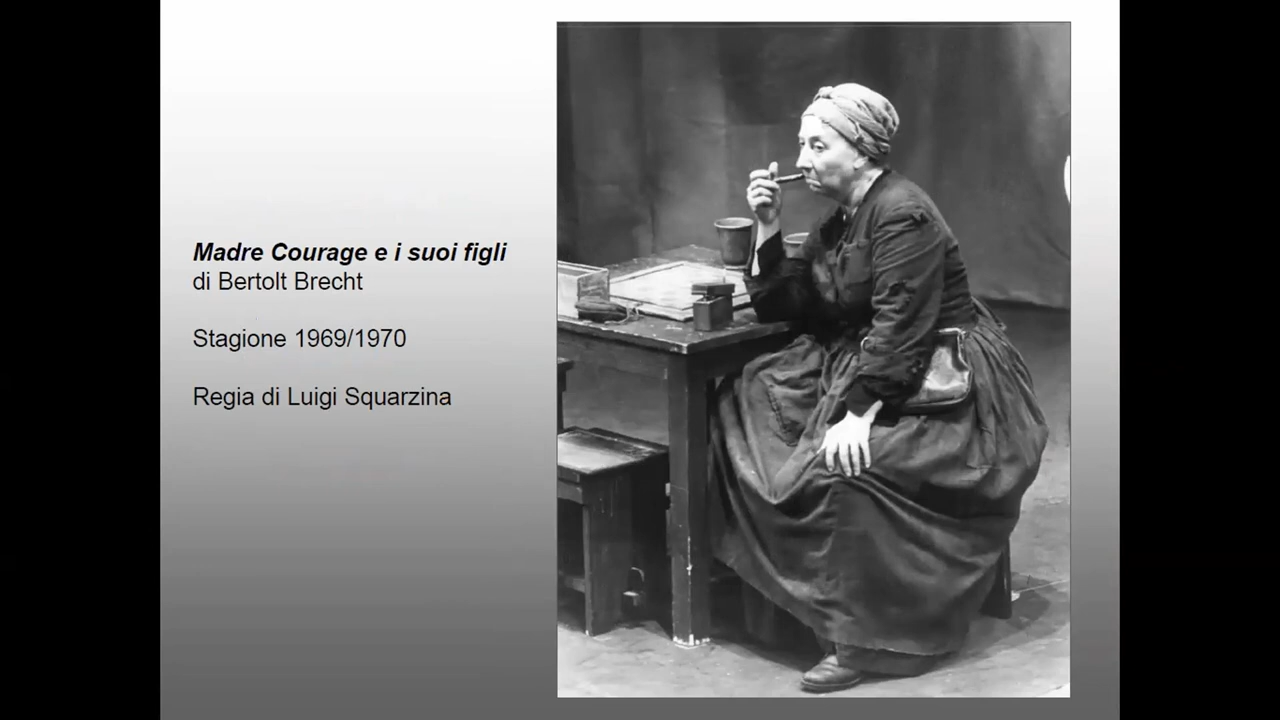 Madre Courage e i suoi figli
di Bertolt Brecht
Stagione 1969/1970
Regia di Luigi Squarzina